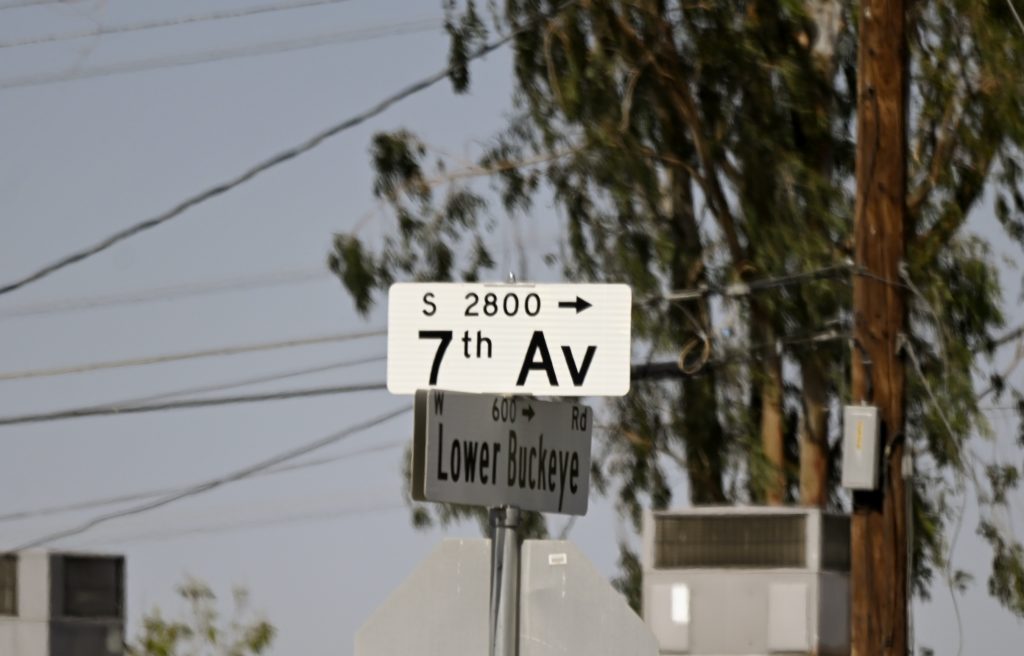 S 2800 →
7th Av
W 600 → Rd
Lower Buckeye